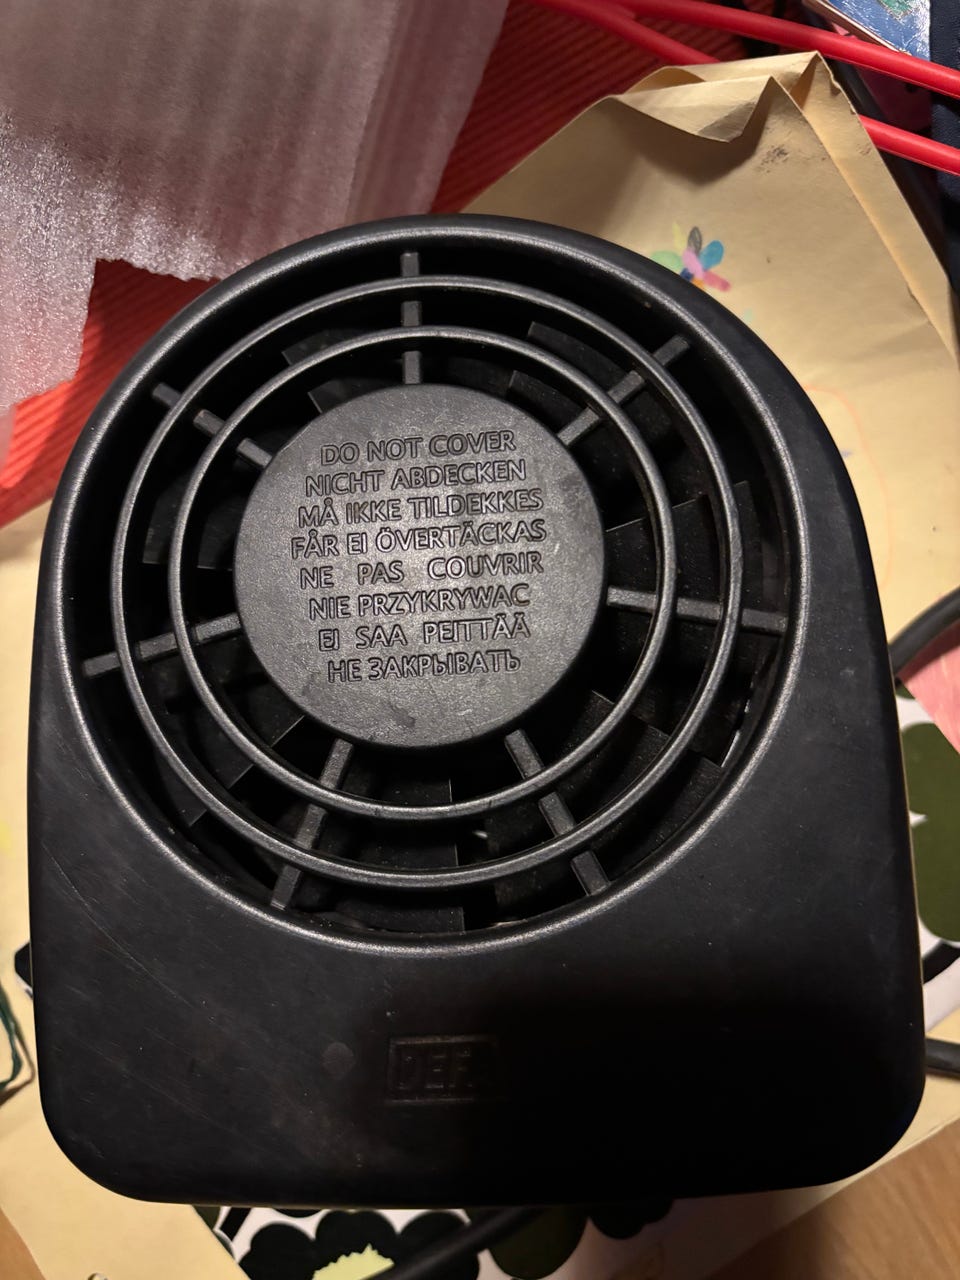 DO NOT COVER
NICHT ABDECKEN
MÅ IKKE TILDEKKES
FÅR EI ÖVERTÄCKAS
NE PAS COUVRIR
NIE PRZYKRYWAC
EI SAA PEITTÄÄ
НЕ ЗАКРЫВАТЬ
DEFA